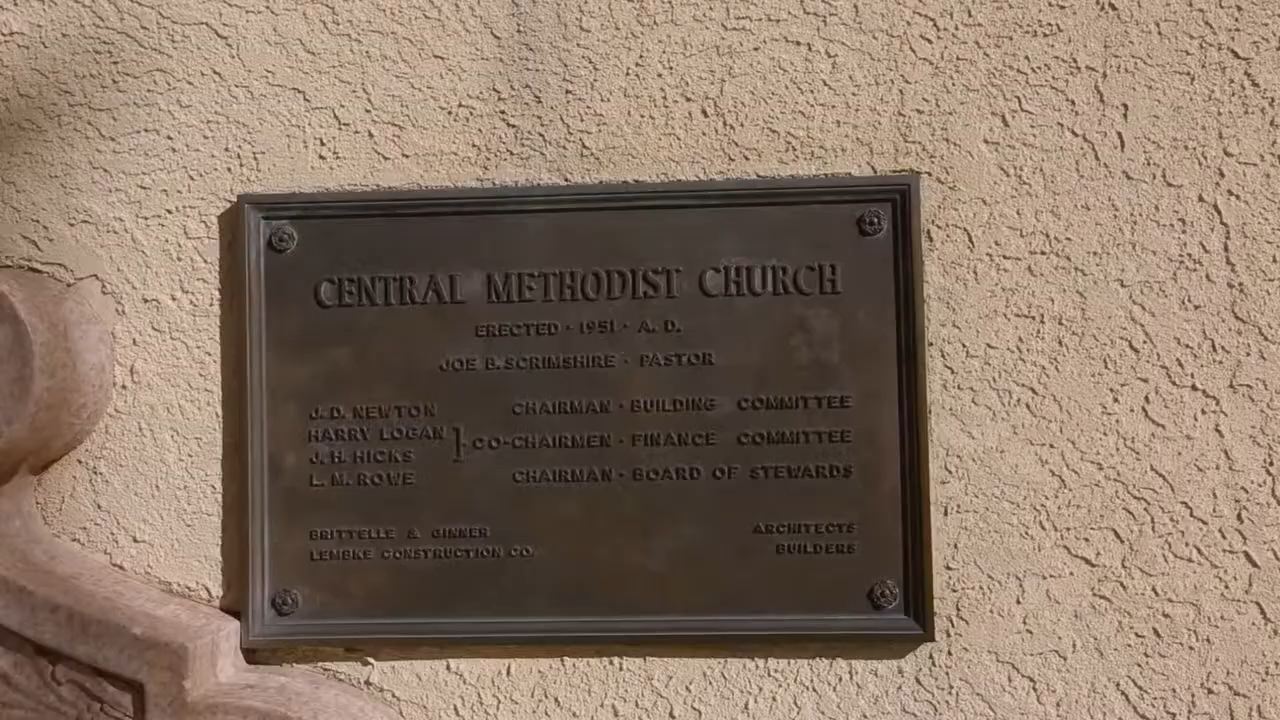 CENTRAL METHODIST CHURCH
ERECTED · 1951 · A. D.
JOE B. SCRIMSHIRE · PASTOR
J. D. NEWTON CHAIRMAN · BUILDING COMMITTEE
HARRY LOGAN
J. H. HICKS } CO-CHAIRMEN · FINANCE COMMITTEE
L. M. ROWE CHAIRMAN · BOARD OF STEWARDS
BRITTELLE & GINNER ARCHITECTS
LEMBKE CONSTRUCTION CO. BUILDERS